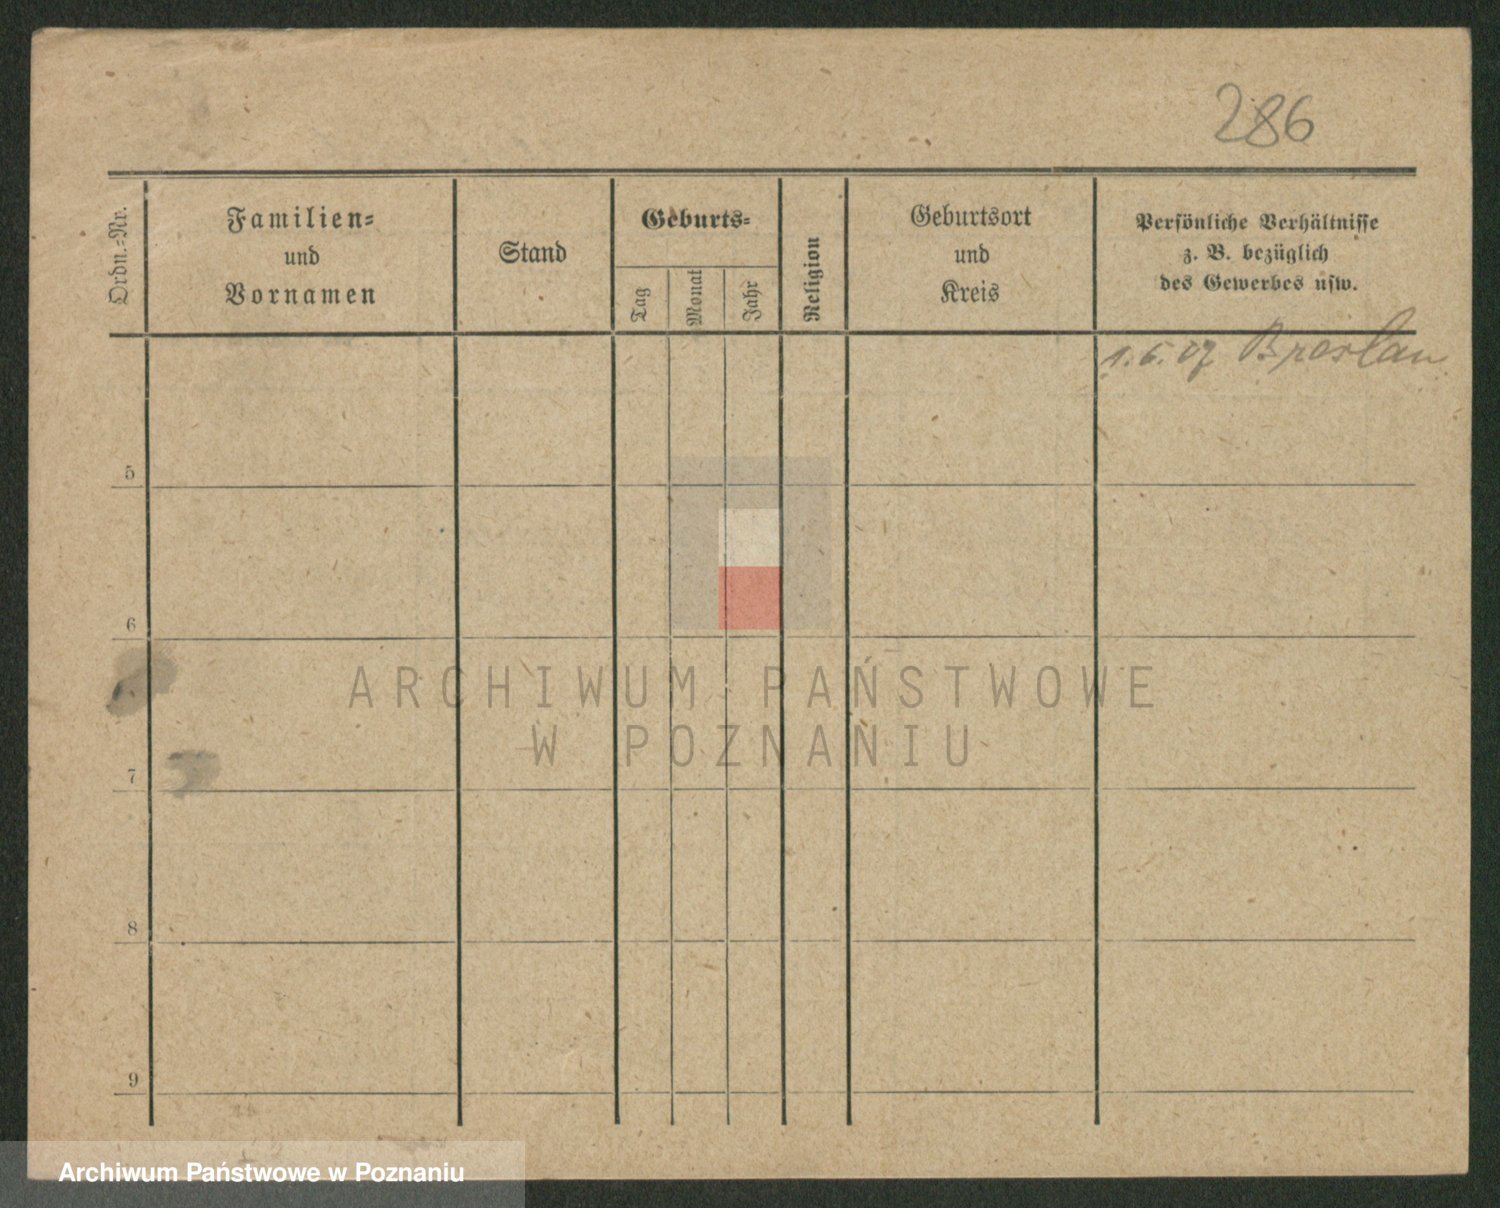 286
Ordn.-Nr.
Familien-
und
Vornamen
Stand
Geburts-
Tag
Monat
Jahr
Religion
Geburtsort
und
Kreis
Persönliche Verhältnisse
z. B. bezüglich
des Gewerbes usw.
1.6.07 Breslau
5
6
ARCHIWUM PAŃSTWOWE
W POZNANIU
7
8
9
Archiwum Państwowe w Poznaniu